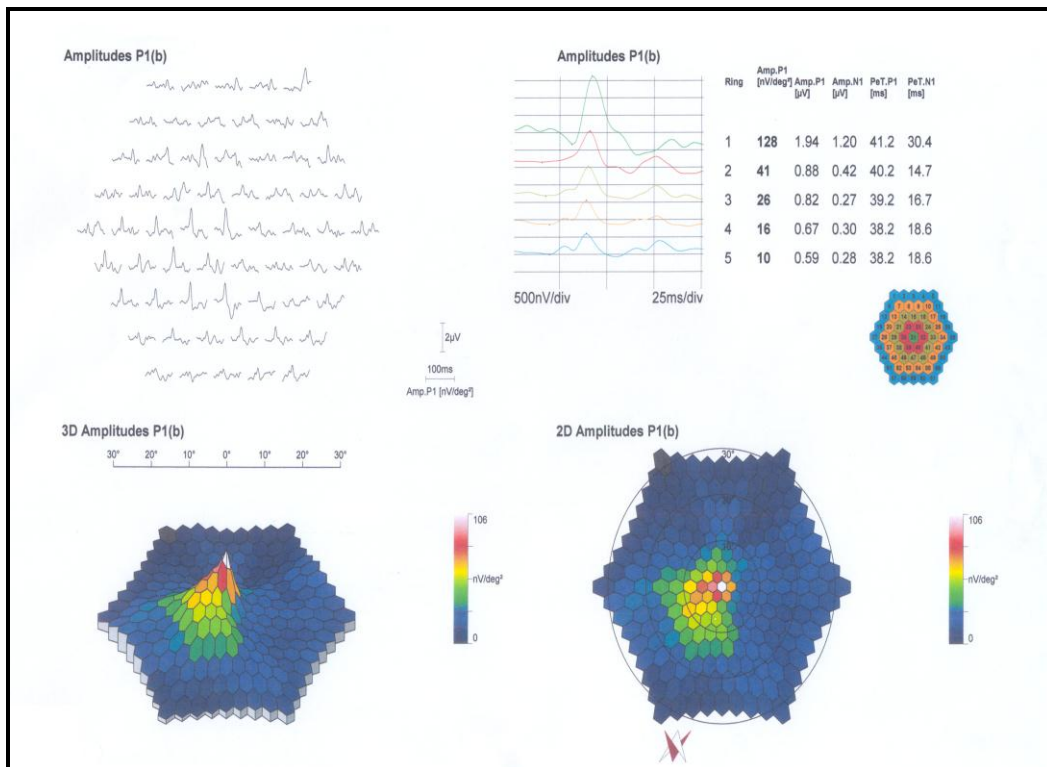 Amplitudes P1(b)
2µV
100ms
Amp.P1 [nV/deg²]
Amplitudes P1(b)
500nV/div 25ms/div
Ring Amp.P1 [nV/deg²] Amp.P1 [µV] Amp.N1 [µV] PeT.P1 [ms] PeT.N1 [ms]
1 128 1.94 1.20 41.2 30.4
2 41 0.88 0.42 40.2 14.7
3 26 0.82 0.27 39.2 16.7
4 16 0.67 0.30 38.2 18.6
5 10 0.59 0.28 38.2 18.6
3D Amplitudes P1(b)
30° 20° 10° 0° 10° 20° 30°
106
nV/deg²
0
2D Amplitudes P1(b)
30°
106
nV/deg²
0